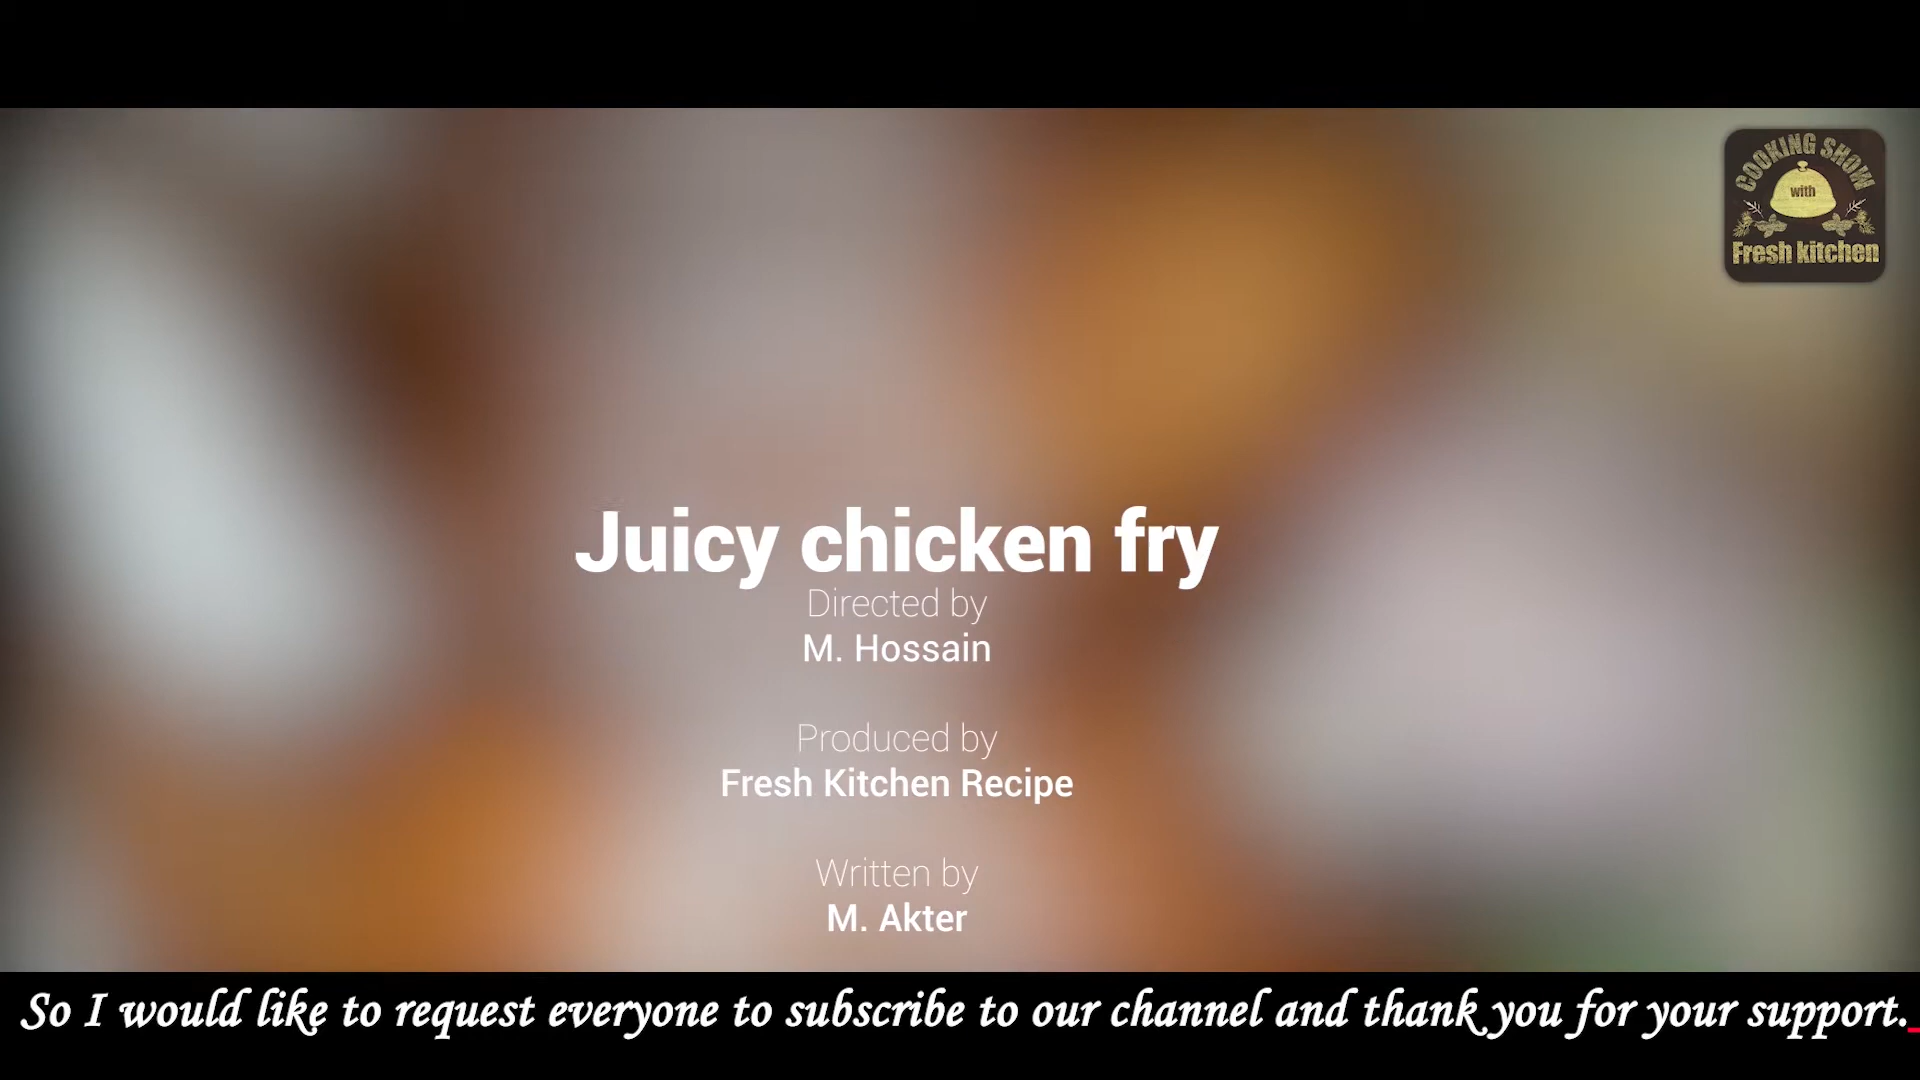 COOKING SHOW
with
Fresh kitchen
Juicy chicken fry
Directed by
M. Hossain
Produced by
Fresh Kitchen Recipe
Written by
M. Akter
So I would like to request everyone to subscribe to our channel and thank you for your support.